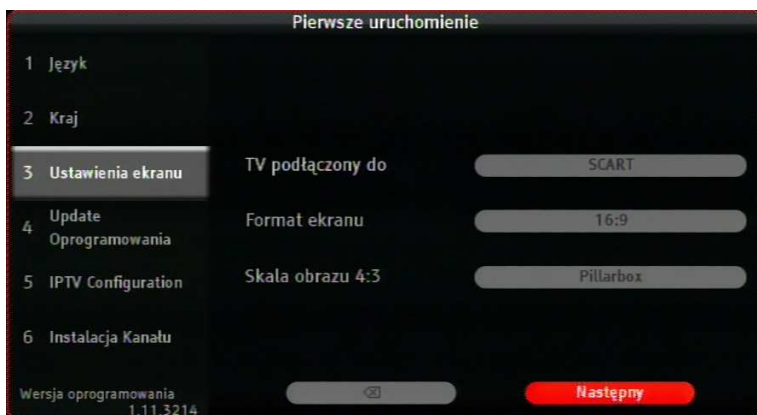 Pierwsze uruchomienie
1 Język
2 Kraj
3 Ustawienia ekranu
4 Update
Oprogramowania
5 IPTV Configuration
6 Instalacja Kanału
TV podłączony do SCART
Format ekranu 16:9
Skala obrazu 4:3 Pillarbox
Wersja oprogramowania
1.11.3214
Następny